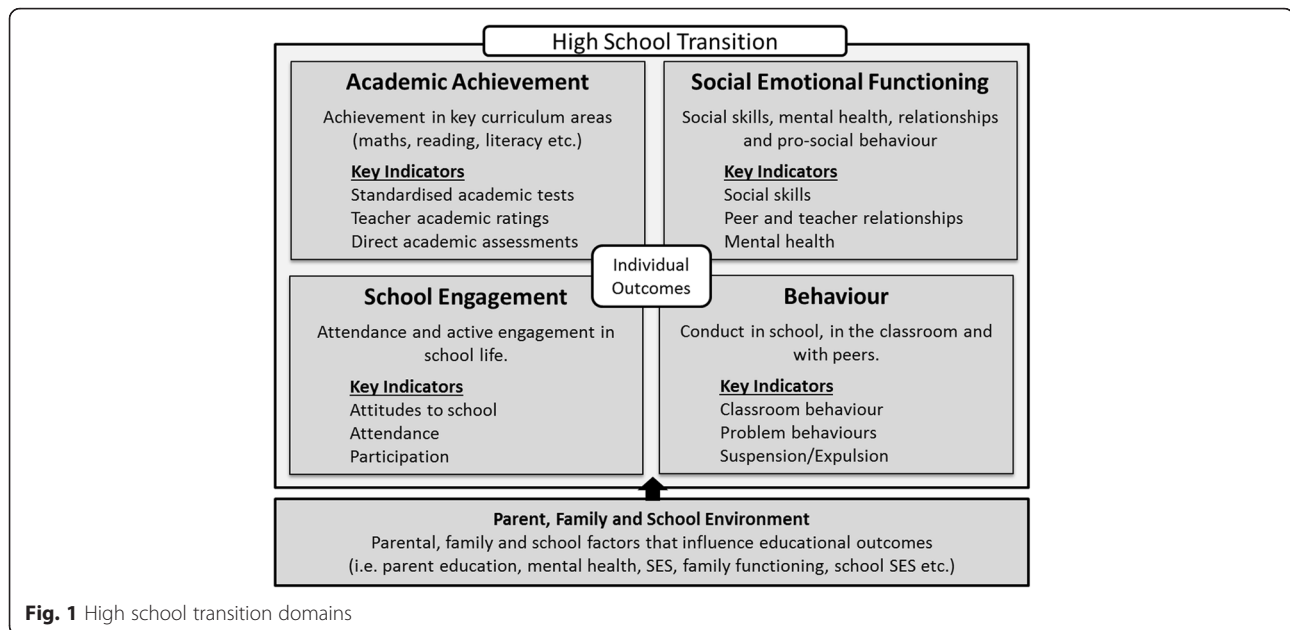 High School Transition
Academic Achievement
Achievement in key curriculum areas
(maths, reading, literacy etc.)
Key Indicators
Standardised academic tests
Teacher academic ratings
Direct academic assessments
Social Emotional Functioning
Social skills, mental health, relationships
and pro-social behaviour
Key Indicators
Social skills
Peer and teacher relationships
Mental health
Individual
Outcomes
School Engagement
Attendance and active engagement in
school life.
Key Indicators
Attitudes to school
Attendance
Participation
Behaviour
Conduct in school, in the classroom and
with peers.
Key Indicators
Classroom behaviour
Problem behaviours
Suspension/Expulsion
Parent, Family and School Environment
Parental, family and school factors that influence educational outcomes
(i.e. parent education, mental health, SES, family functioning, school SES etc.)
Fig. 1 High school transition domains